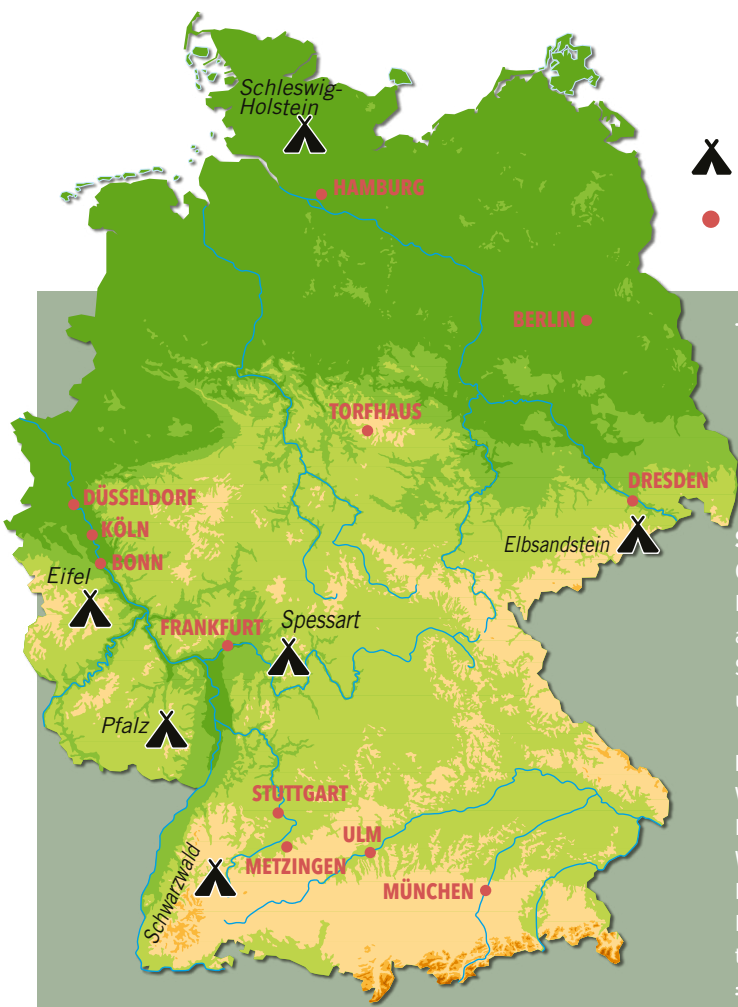 Schleswig-
Holstein
HAMBURG
BERLIN
TORFHAUS
DÜSSELDORF
DRESDEN
KÖLN
Elbsandstein
BONN
Eifel
FRANKFURT
Spessart
Pfalz
STUTTGART
ULM
METZINGEN
Schwarzwald
MÜNCHEN